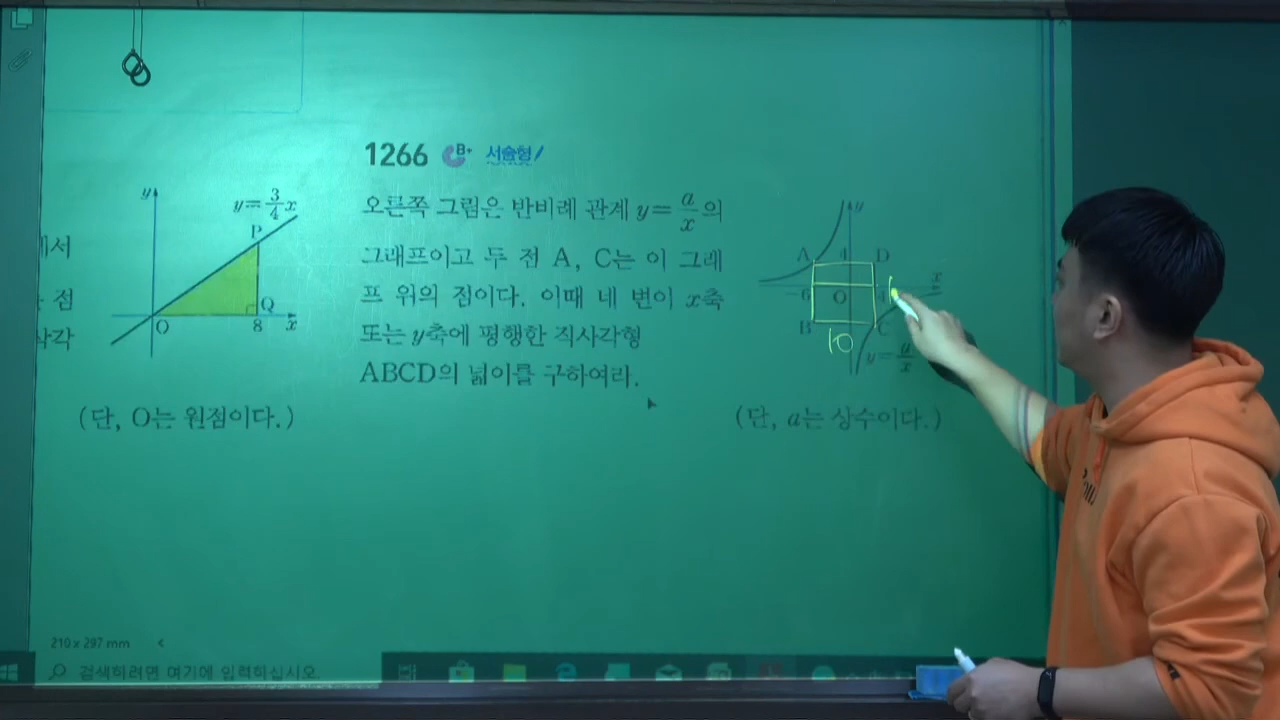 1266 B+ 서술형
오른쪽 그림은 반비례 관계 y=a/x의
그래프이고 두 점 A, C는 이 그래
프 위의 점이다. 이때 네 변이 x축
또는 y축에 평행한 직사각형
ABCD의 넓이를 구하여라.
(단, a는 상수이다.)
y
A 4 D
x
-6 O
B C
10
y=a/x
서
점
삼각
y
y=3/4x
P
Q
O 8 x
(단, O는 원점이다.)
210 x 297 mm
검색하려면 여기에 입력하십시오.